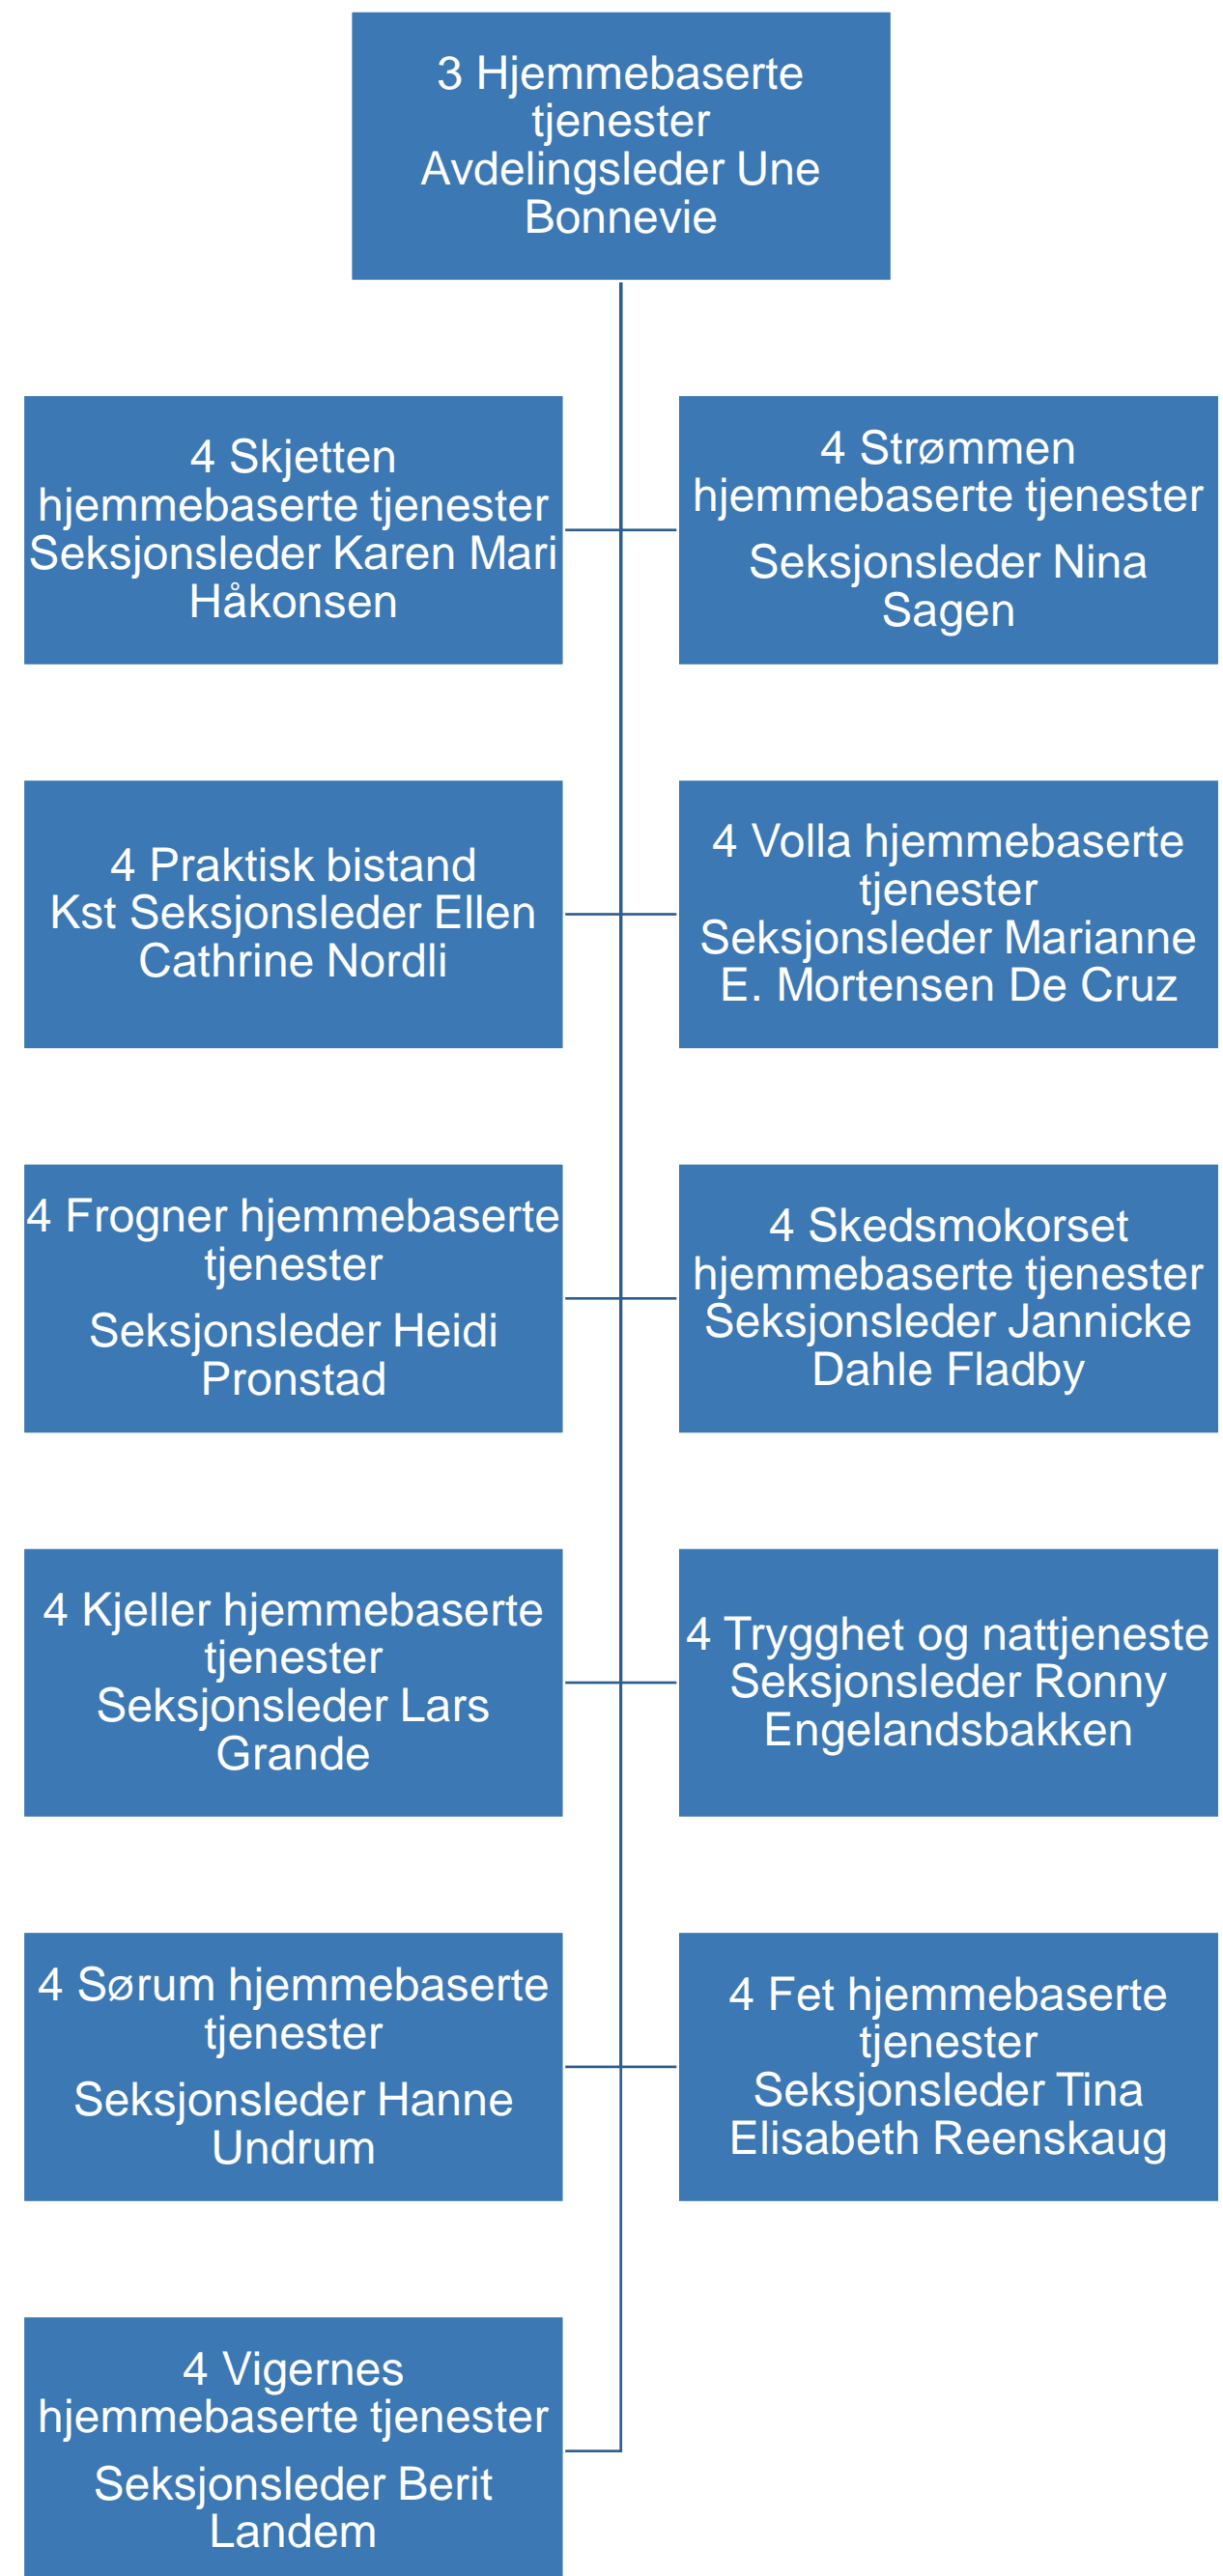 3 Hjemmebaserte
tjenester
Avdelingsleder Une
Bonnevie
4 Skjetten
hjemmebaserte tjenester
Seksjonsleder Karen Mari
Håkonsen
4 Strømmen
hjemmebaserte tjenester
Seksjonsleder Nina
Sagen
4 Praktisk bistand
Kst Seksjonsleder Ellen
Cathrine Nordli
4 Volla hjemmebaserte
tjenester
Seksjonsleder Marianne
E. Mortensen De Cruz
4 Frogner hjemmebaserte
tjenester
Seksjonsleder Heidi
Pronstad
4 Skedsmokorset
hjemmebaserte tjenester
Seksjonsleder Jannicke
Dahle Fladby
4 Kjeller hjemmebaserte
tjenester
Seksjonsleder Lars
Grande
4 Trygghet og nattjeneste
Seksjonsleder Ronny
Engelandsbakken
4 Sørum hjemmebaserte
tjenester
Seksjonsleder Hanne
Undrum
4 Fet hjemmebaserte
tjenester
Seksjonsleder Tina
Elisabeth Reenskaug
4 Vigernes
hjemmebaserte tjenester
Seksjonsleder Berit
Landem